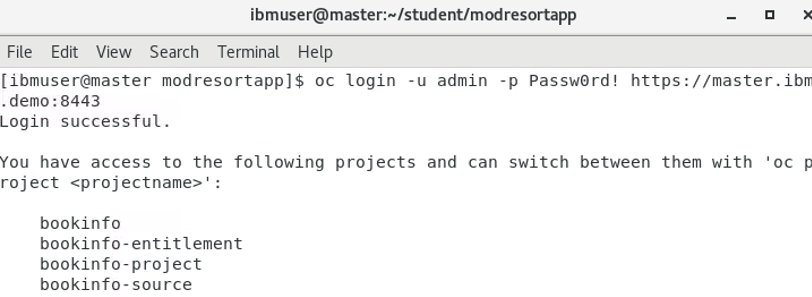 ibmuser@master:~/student/modresortapp
File Edit View Search Terminal Help
[ibmuser@master modresortapp]$ oc login -u admin -p Passw0rd! https://master.ibm
.demo:8443
Login successful.
You have access to the following projects and can switch between them with 'oc p
roject <projectname>':
bookinfo
bookinfo-entitlement
bookinfo-project
bookinfo-source